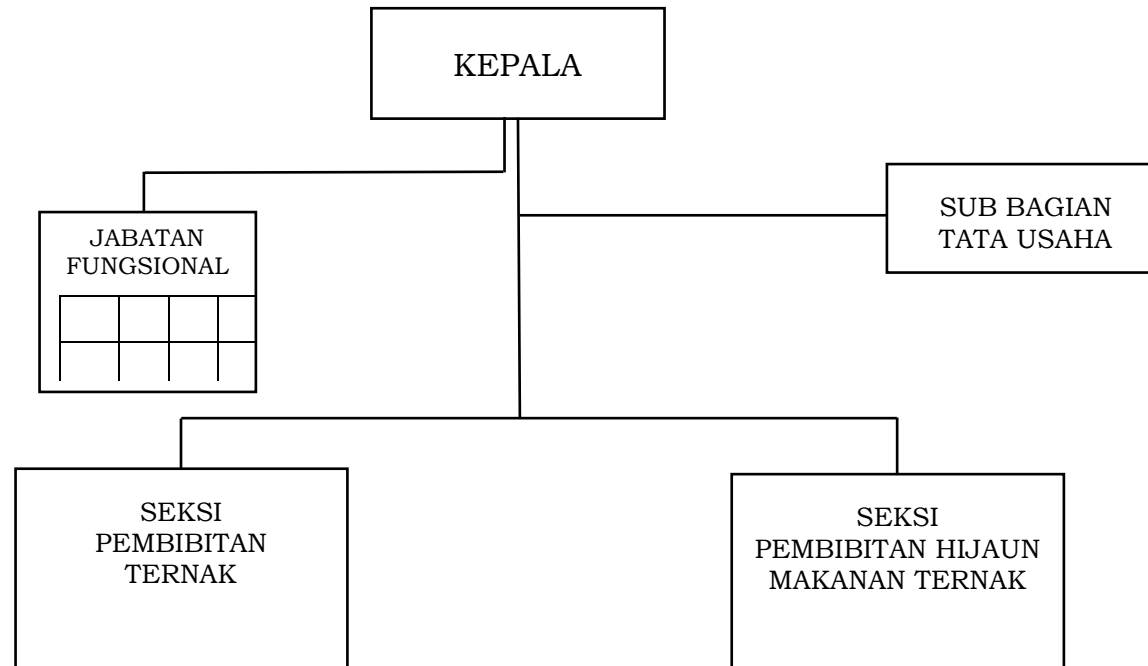 KEPALA
SUB BAGIAN
TATA USAHA
JABATAN
FUNGSIONAL
SEKSI
PEMBIBITAN
TERNAK
SEKSI
PEMBIBITAN HIJAUN
MAKANAN TERNAK